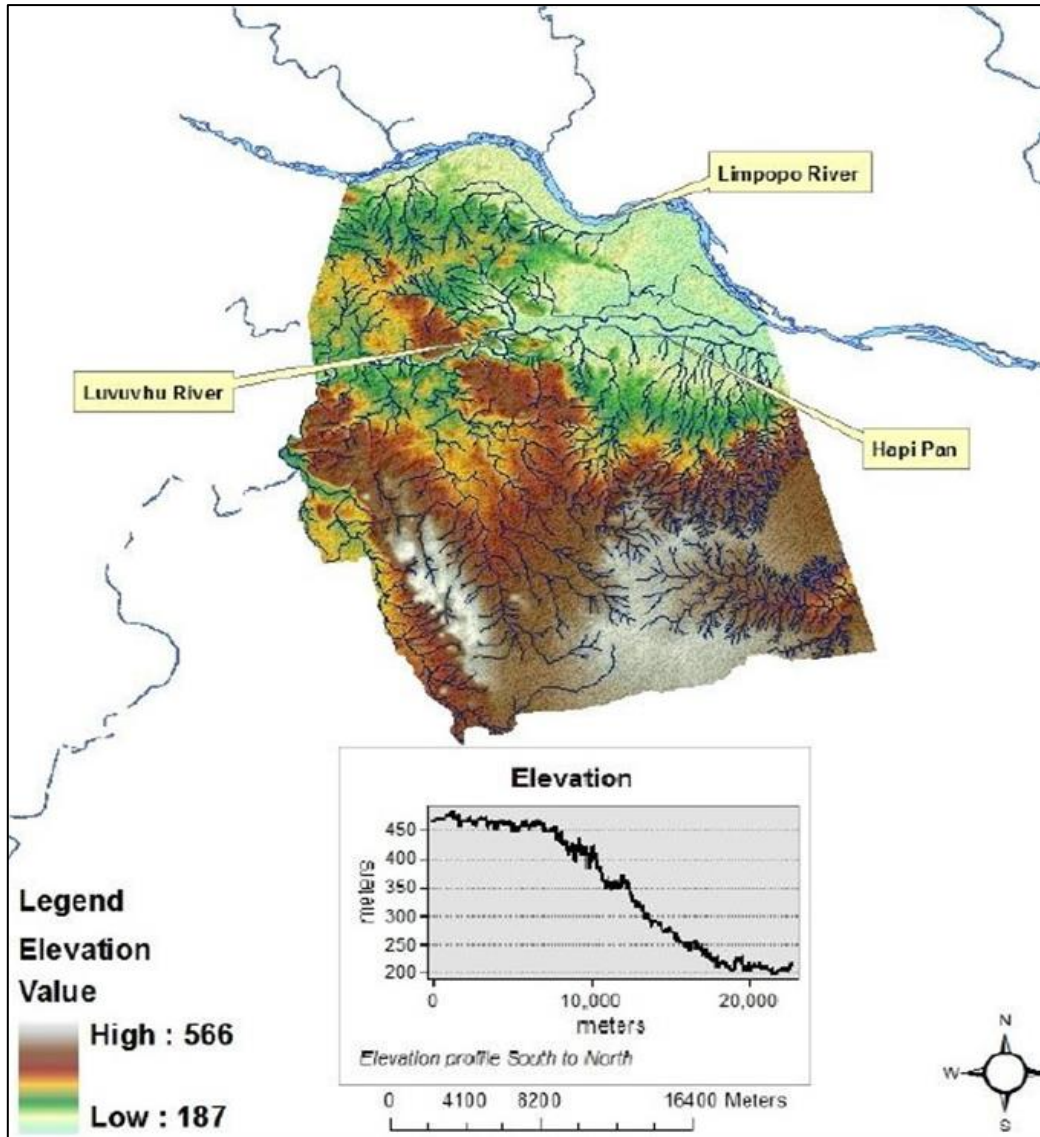 Limpopo River
Luvuvhu River
Hapi Pan
Elevation
450
400
350
300
250
200
meters
0 10,000 20,000
meters
Elevation profile South to North
Legend
Elevation
Value
High : 566
Low : 187
0 4100 8200 16400 Meters
N
W
S